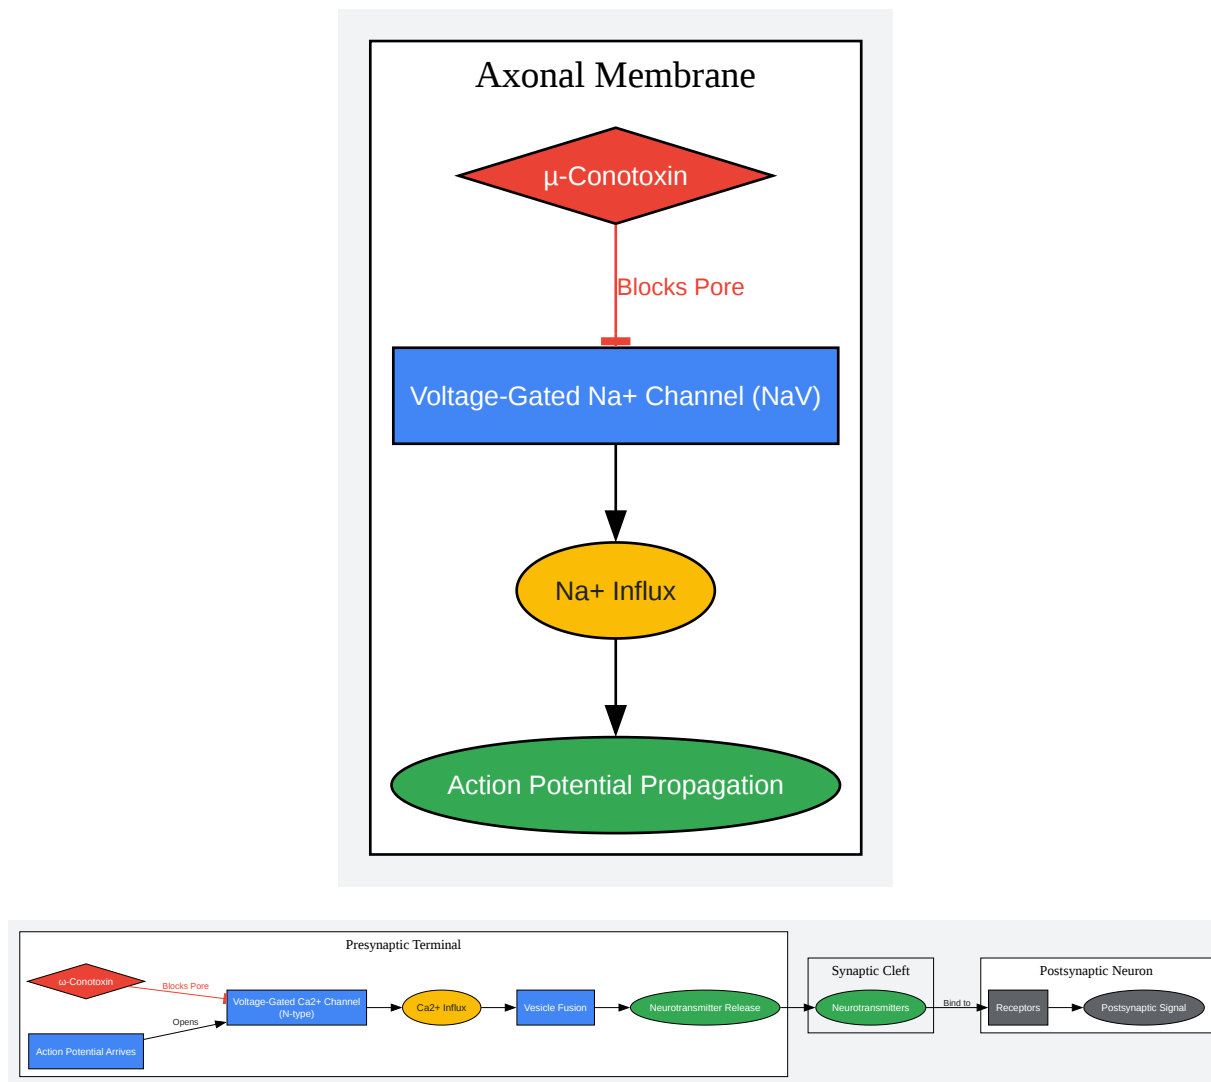 Axonal Membrane
µ-Conotoxin
Blocks Pore
Voltage-Gated Na+ Channel (NaV)
Na+ Influx
Action Potential Propagation
Presynaptic Terminal
ω-Conotoxin
Blocks Pore
Opens
Action Potential Arrives
Voltage-Gated Ca2+ Channel
(N-type)
Ca2+ Influx
Vesicle Fusion
Neurotransmitter Release
Synaptic Cleft
Neurotransmitters
Bind to
Postsynaptic Neuron
Receptors
Postsynaptic Signal